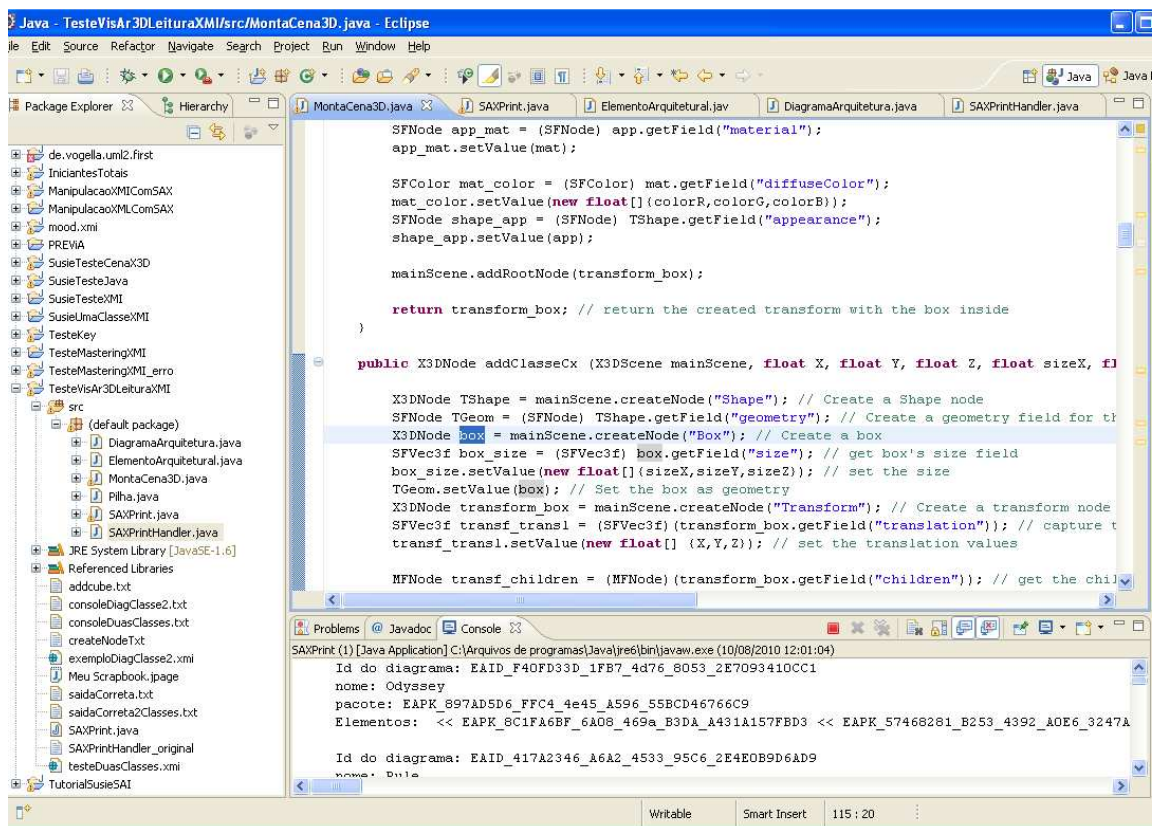 Java - TesteVisAr3DLeituraXMI/src/MontaCena3D.java - Eclipse
Edit Source Refactor Navigate Search Project Run Window Help
Java
Java
Package Explorer Hierarchy
MontaCena3D.java SAXPrint.java ElementoArquitetural.jav DiagramaArquitetura.java SAXPrintHandler.java
de.vogella.uml2.first
IniciantesTotais
ManipulacaoXMIComSAX
ManipulacaoXMLComSAX
mood.xmi
PREViA
SusieTesteCenaX3D
SusieTesteJava
SusieTesteXMI
SusieUmaClasseXMI
TesteKey
TesteMasteringXMI
TesteMasteringXMI_erro
TesteVisAr3DLeituraXMI
src
(default package)
DiagramaArquitetura.java
ElementoArquitetural.java
MontaCena3D.java
Pilha.java
SAXPrint.java
SAXPrintHandler.java
JRE System Library [JavaSE-1.6]
Referenced Libraries
addcube.txt
consoleDiagClasse2.txt
consoleDuasClasses.txt
createNodeTxt
exemploDiagClasse2.xmi
Meu Scrapbook.jpage
saidaCorreta.txt
saidaCorreta2Classes.txt
SAXPrint.java
SAXPrintHandler_original
testeDuasClasses.xmi
TutorialSusieSAI
SFNode app_mat = (SFNode) app.getField("material");
app_mat.setValue(mat);
SFColor mat_color = (SFColor) mat.getField("diffuseColor");
mat_color.setValue(new float[]{colorR,colorG,colorB});
SFNode shape_app = (SFNode) TShape.getField("appearance");
shape_app.setValue(app);
mainScene.addRootNode(transform_box);
return transform_box; // return the created transform with the box inside
}
public X3DNode addClasseCx (X3DScene mainScene, float X, float Y, float Z, float sizeX, fl
X3DNode TShape = mainScene.createNode("Shape"); // Create a Shape node
SFNode TGeom = (SFNode) TShape.getField("geometry"); // Create a geometry field for th
X3DNode box = mainScene.createNode("Box"); // Create a box
SFVec3f box_size = (SFVec3f) box.getField("size"); // get box's size field
box_size.setValue(new float[]{sizeX,sizeY,sizeZ}); // set the size
TGeom.setValue(box); // Set the box as geometry
X3DNode transform_box = mainScene.createNode("Transform"); // Create a transform node
SFVec3f transf_transl = (SFVec3f)(transform_box.getField("translation")); // capture t
transf_transl.setValue(new float[] {X,Y,Z}); // set the translation values
MFNode transf_children = (MFNode)(transform_box.getField("children")); // get the chil
Problems @ Javadoc Console
SAXPrint (1) [Java Application] C:\Arquivos de programas\Java\jre6\bin\javaw.exe (10/08/2010 12:01:04)
Id do diagrama: EAID_F40FD33D_1FB7_4d76_8053_2E7093410CC1
nome: Odyssey
pacote: EAPK_897AD5D6_FFC4_4e45_A596_55BCD46766C9
Elementos: << EAPK_8C1FA6BF_6A08_469a_B3DA_A431A157FBD3 << EAPK_57468281_B253_4392_A0E6_3247A
Id do diagrama: EAID_417A2346_A6A2_4533_95C6_2E4E0B9D6AD9
nome: Rule
Writable Smart Insert 115 : 20